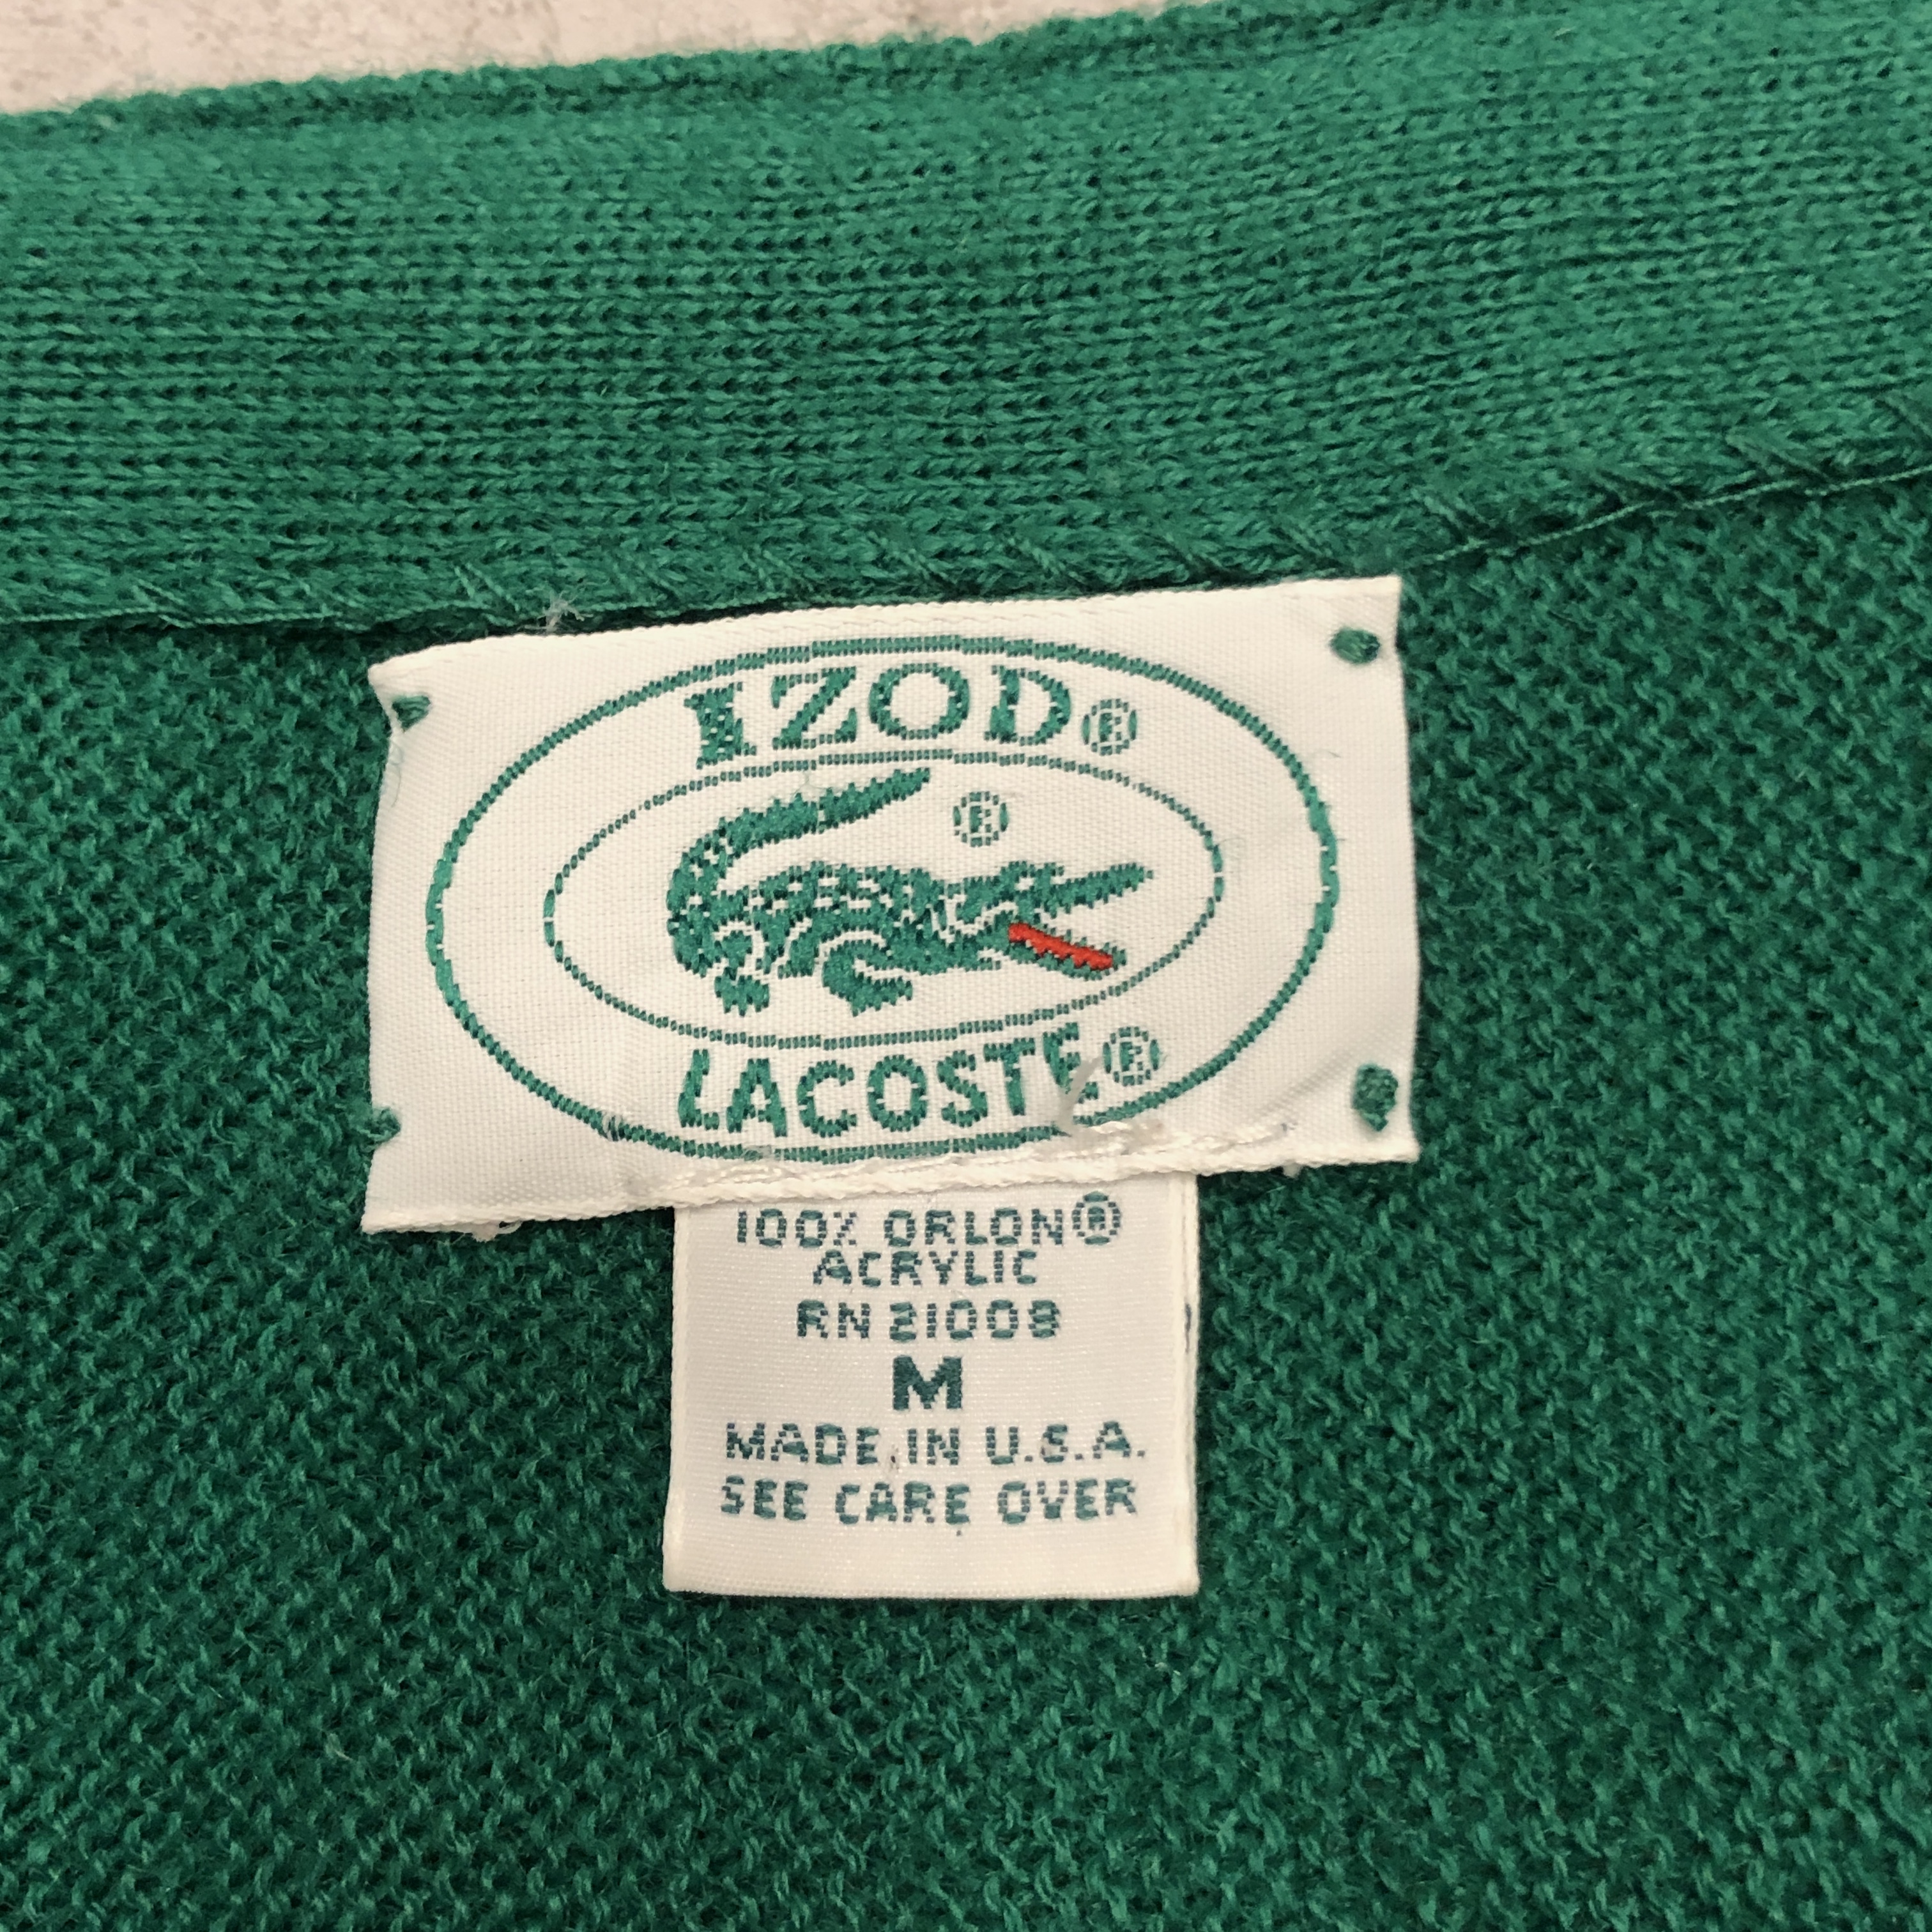 IZOD®
®
LACOSTE®
100% ORLON®
ACRYLIC
RN 21009
M
MADE IN U.S.A.
SEE CARE OVER